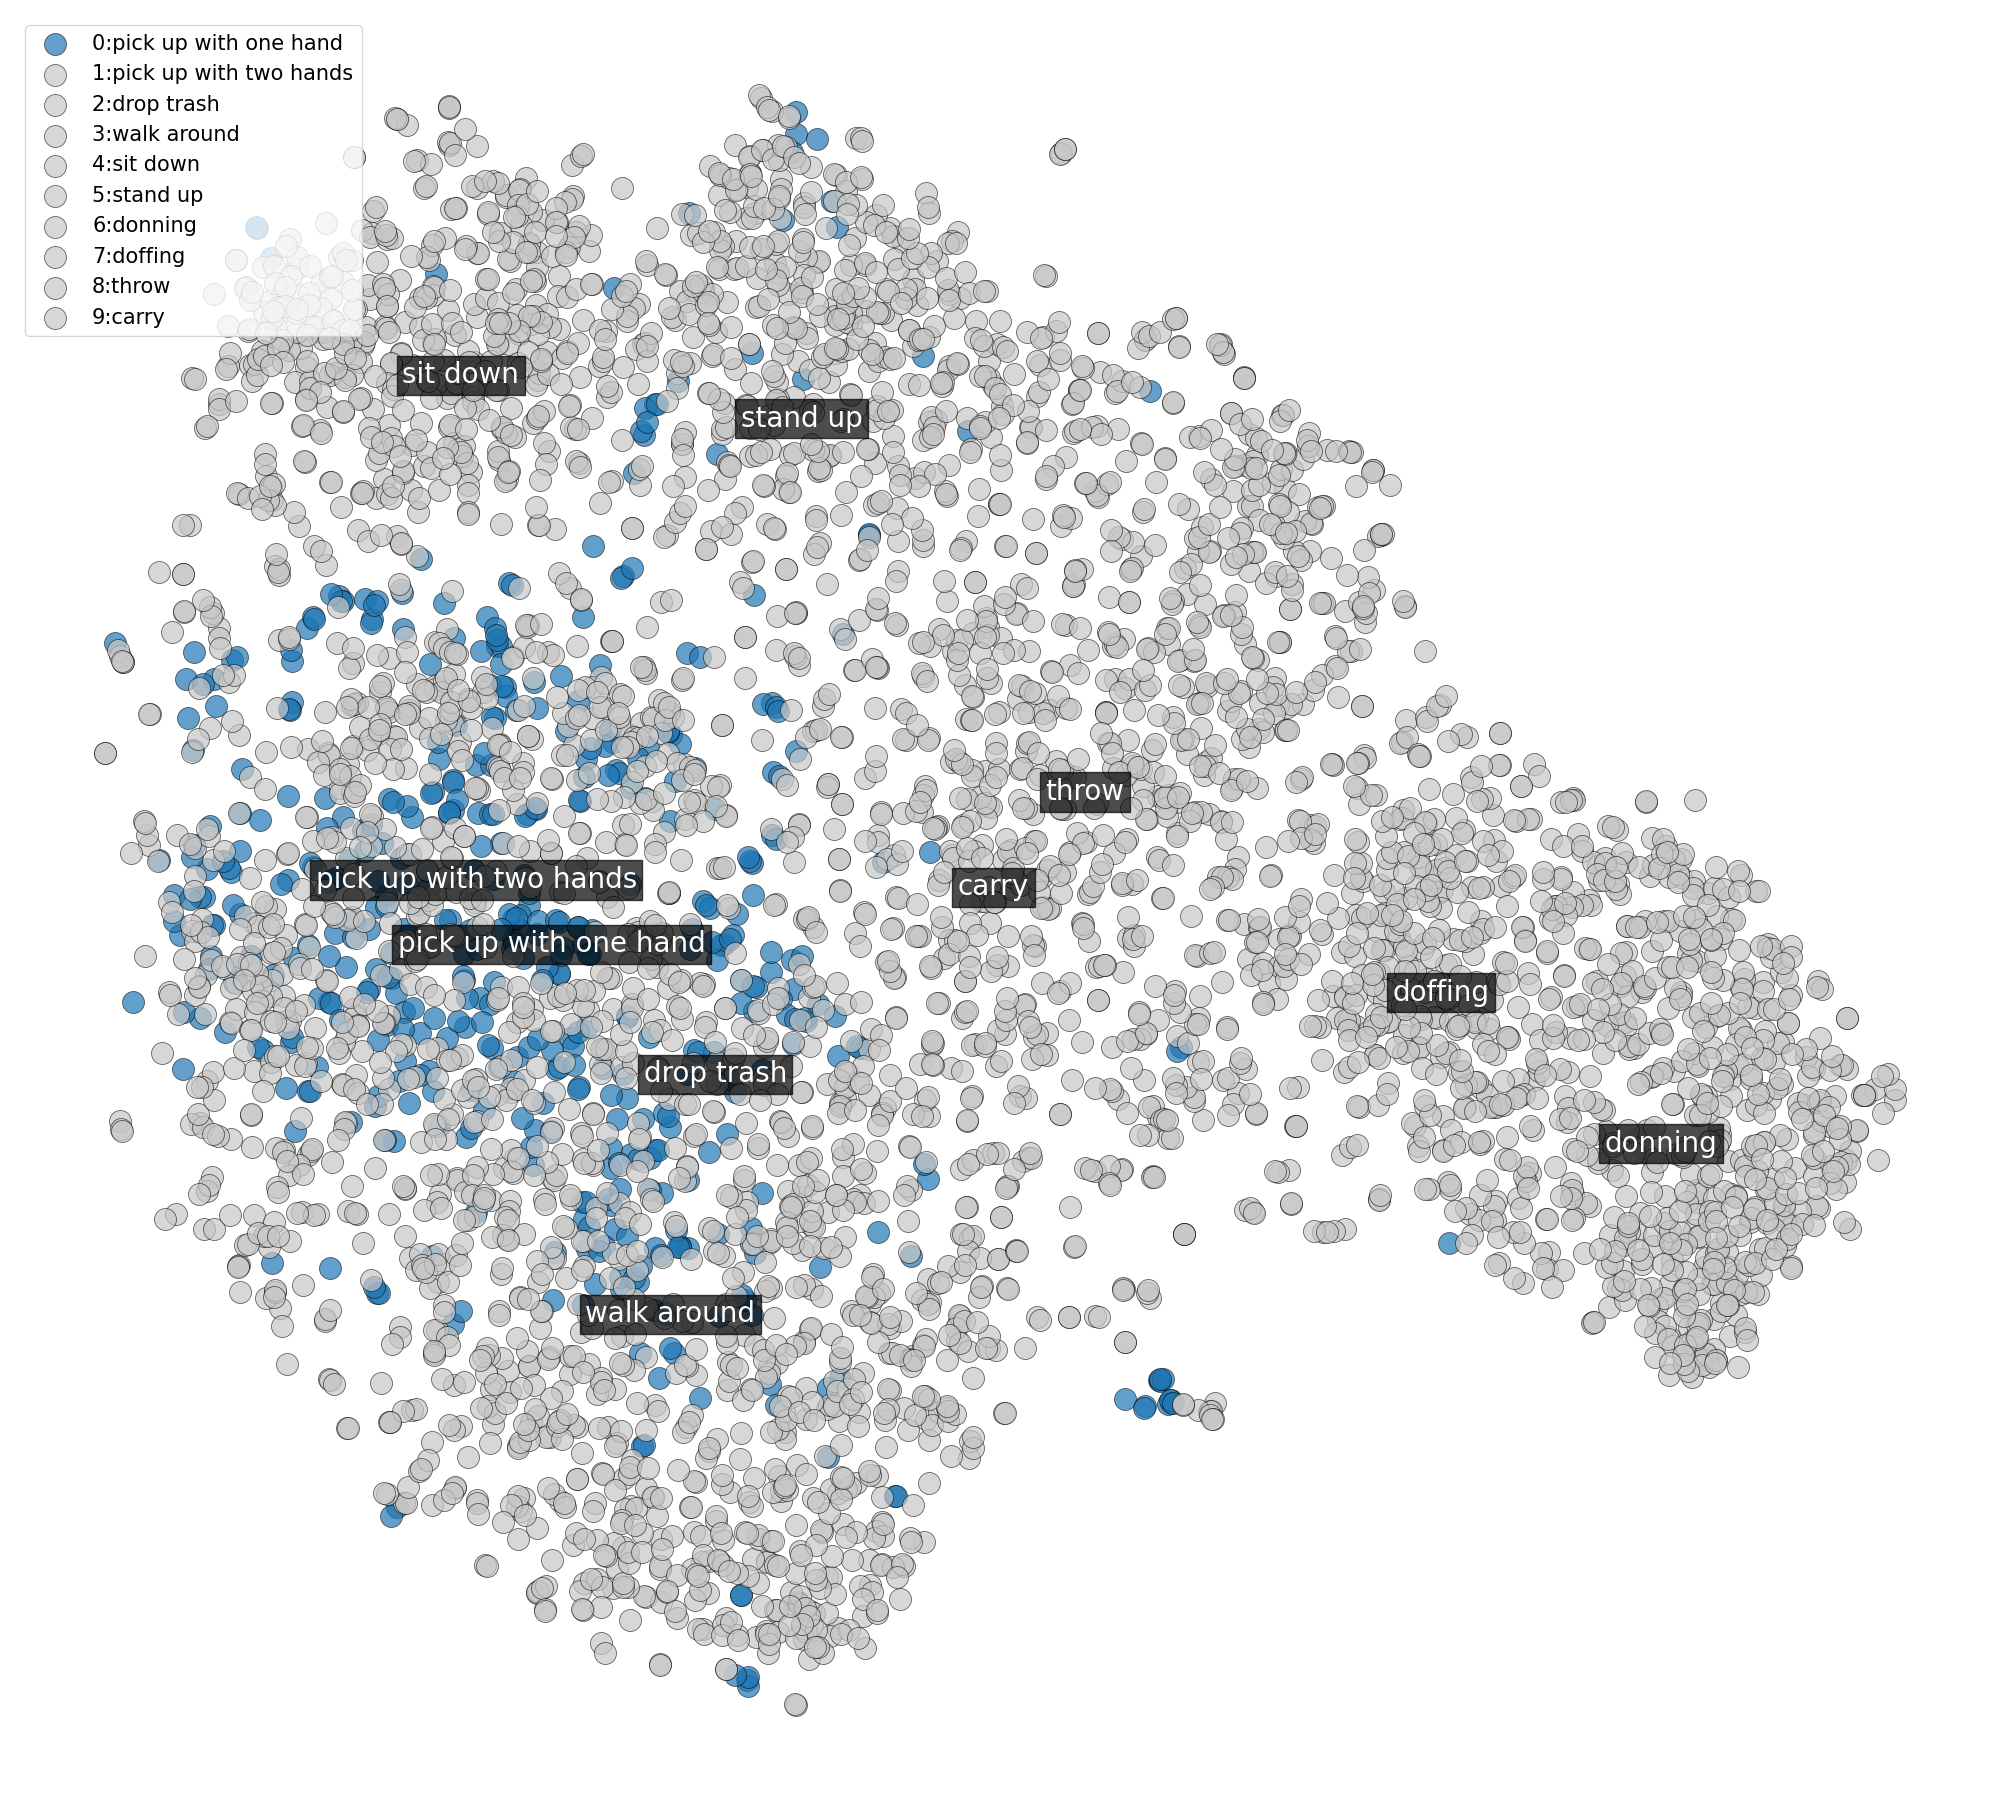 0:pick up with one hand
1:pick up with two hands
2:drop trash
3:walk around
4:sit down
5:stand up
6:donning
7:doffing
8:throw
9:carry
sit down
stand up
throw
pick up with two hands
carry
pick up with one hand
doffing
drop trash
donning
walk around